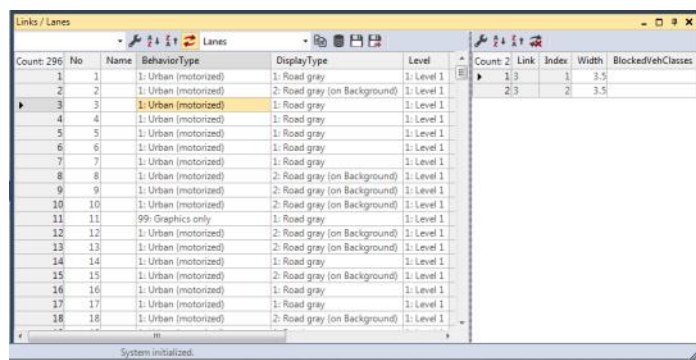 Links / Lanes
Lanes
Count: 296 No Name BehaviorType DisplayType Level
1 1 1: Urban (motorized) 1: Road gray 1: Level 1
2 2 1: Urban (motorized) 2: Road gray (on Background) 1: Level 1
3 3 1: Urban (motorized) 1: Road gray 1: Level 1
4 4 1: Urban (motorized) 1: Road gray 1: Level 1
5 5 1: Urban (motorized) 1: Road gray 1: Level 1
6 6 1: Urban (motorized) 1: Road gray 1: Level 1
7 7 1: Urban (motorized) 1: Road gray 1: Level 1
8 8 1: Urban (motorized) 2: Road gray (on Background) 1: Level 1
9 9 1: Urban (motorized) 2: Road gray (on Background) 1: Level 1
10 10 1: Urban (motorized) 2: Road gray (on Background) 1: Level 1
11 11 99: Graphics only 1: Road gray 1: Level 1
12 12 1: Urban (motorized) 2: Road gray (on Background) 1: Level 1
13 13 1: Urban (motorized) 2: Road gray (on Background) 1: Level 1
14 14 1: Urban (motorized) 1: Road gray 1: Level 1
15 15 1: Urban (motorized) 2: Road gray (on Background) 1: Level 1
16 16 1: Urban (motorized) 1: Road gray 1: Level 1
17 17 1: Urban (motorized) 1: Road gray 1: Level 1
18 18 1: Urban (motorized) 2: Road gray (on Background) 1: Level 1
Count: 2 Link Index Width BlockedVehClasses
1 3 1 3.5
2 3 2 3.5
System initialized.